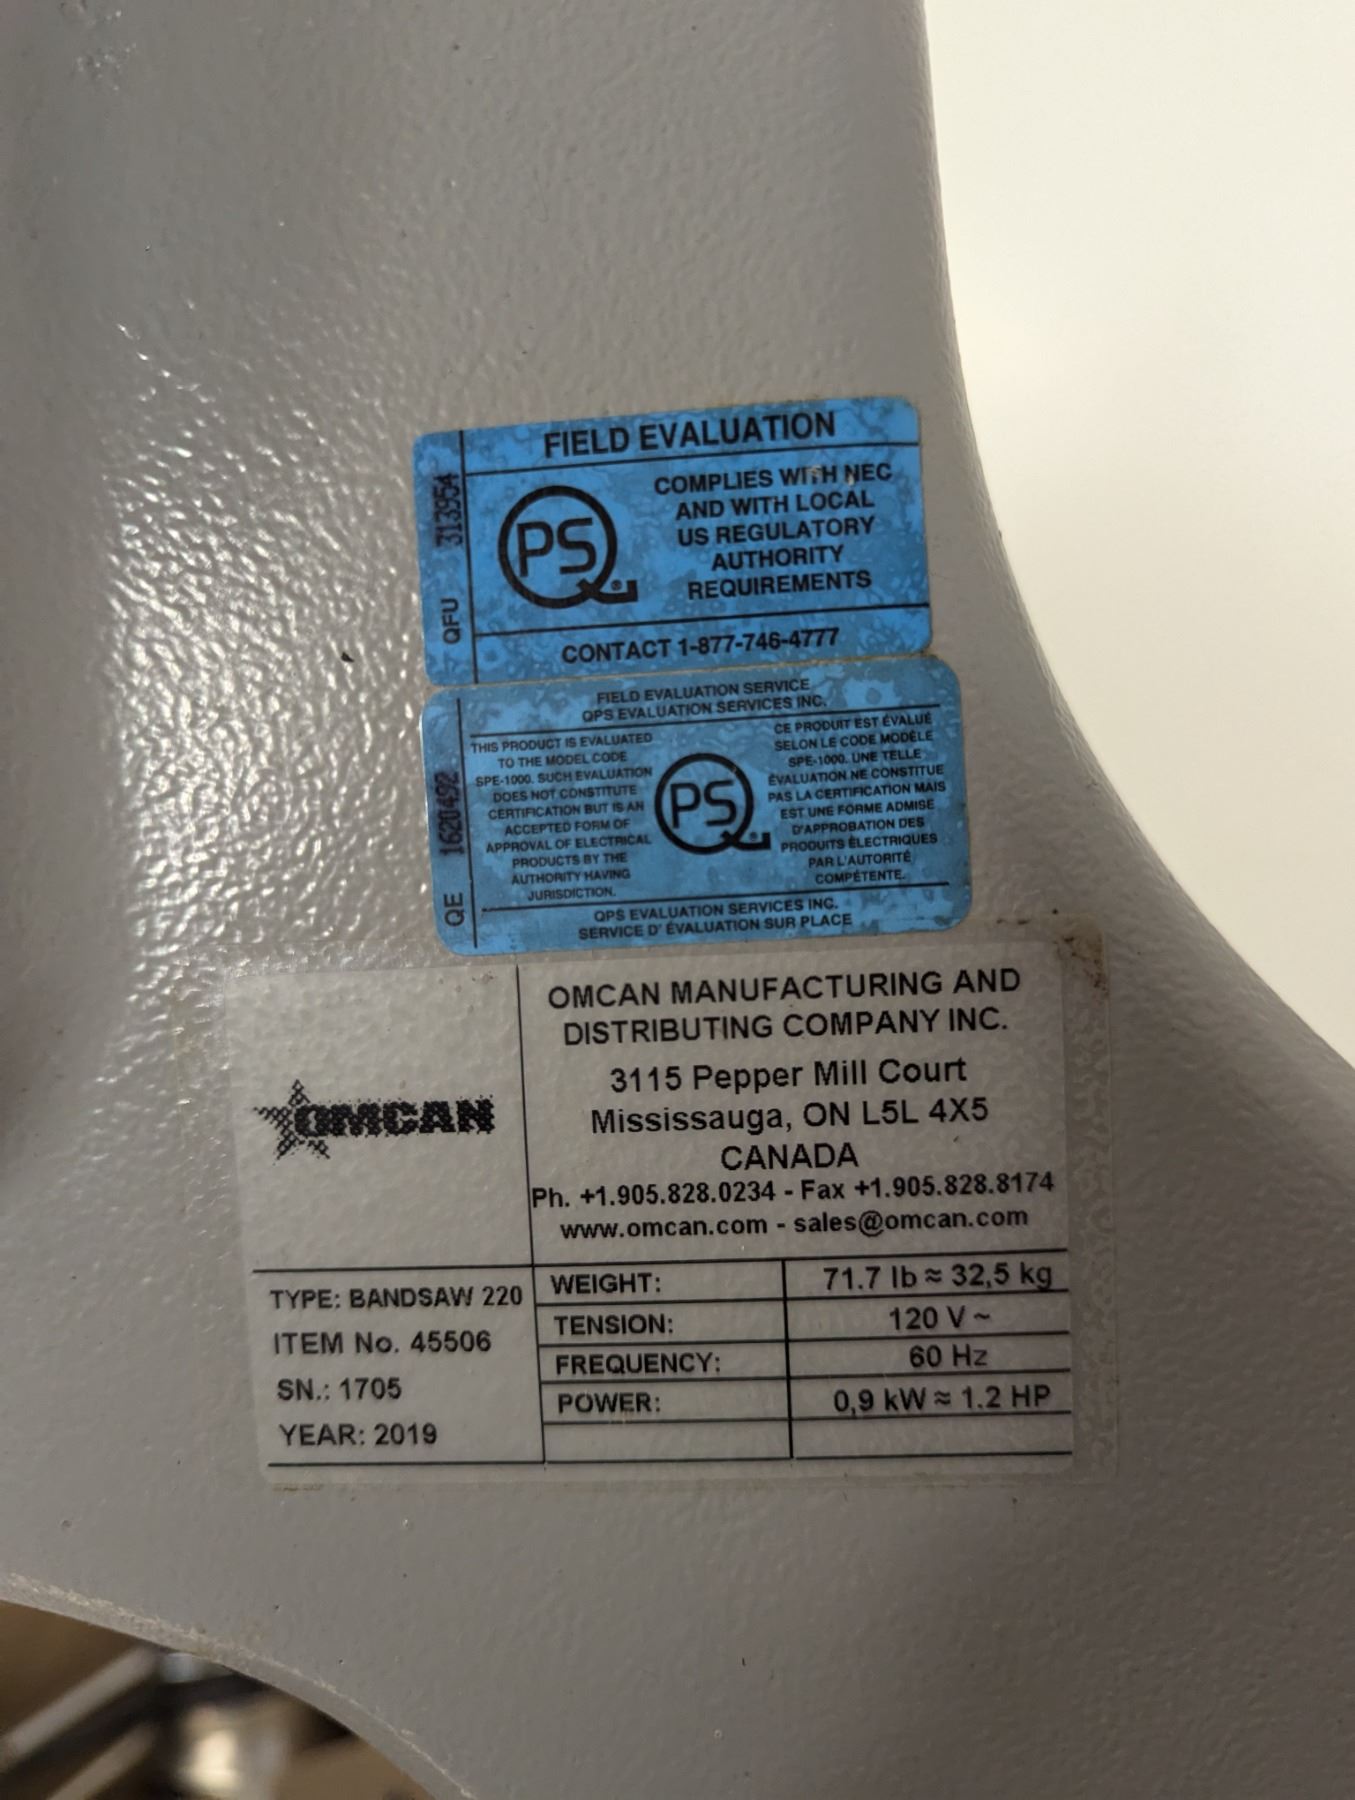 FIELD EVALUATION
QFU 313954
PS
COMPLIES WITH NEC
AND WITH LOCAL
US REGULATORY
AUTHORITY
REQUIREMENTS
CONTACT 1-877-746-4777
FIELD EVALUATION SERVICE
QPS EVALUATION SERVICES INC.
QE 1620492
THIS PRODUCT IS EVALUATED
TO THE MODEL CODE
SPE-1000. SUCH EVALUATION
DOES NOT CONSTITUTE
CERTIFICATION BUT IS AN
ACCEPTED FORM OF
APPROVAL OF ELECTRICAL
PRODUCTS BY THE
AUTHORITY HAVING
JURISDICTION.
PS
CE PRODUIT EST ÉVALUÉ
SELON LE CODE MODÈLE
SPE-1000. UNE TELLE
ÉVALUATION NE CONSTITUE
PAS LA CERTIFICATION MAIS
EST UNE FORME ADMISE
D'APPROBATION DES
PRODUITS ÉLECTRIQUES
PAR L'AUTORITÉ
COMPÉTENTE.
QPS EVALUATION SERVICES INC.
SERVICE D' ÉVALUATION SUR PLACE
OMCAN
OMCAN MANUFACTURING AND
DISTRIBUTING COMPANY INC.
3115 Pepper Mill Court
Mississauga, ON L5L 4X5
CANADA
Ph. +1.905.828.0234 - Fax +1.905.828.8174
www.omcan.com - sales@omcan.com
TYPE: BANDSAW 220
ITEM No. 45506
SN.: 1705
YEAR: 2019
WEIGHT: 71.7 lb ≈ 32,5 kg
TENSION: 120 V ~
FREQUENCY: 60 Hz
POWER: 0,9 kW ≈ 1.2 HP